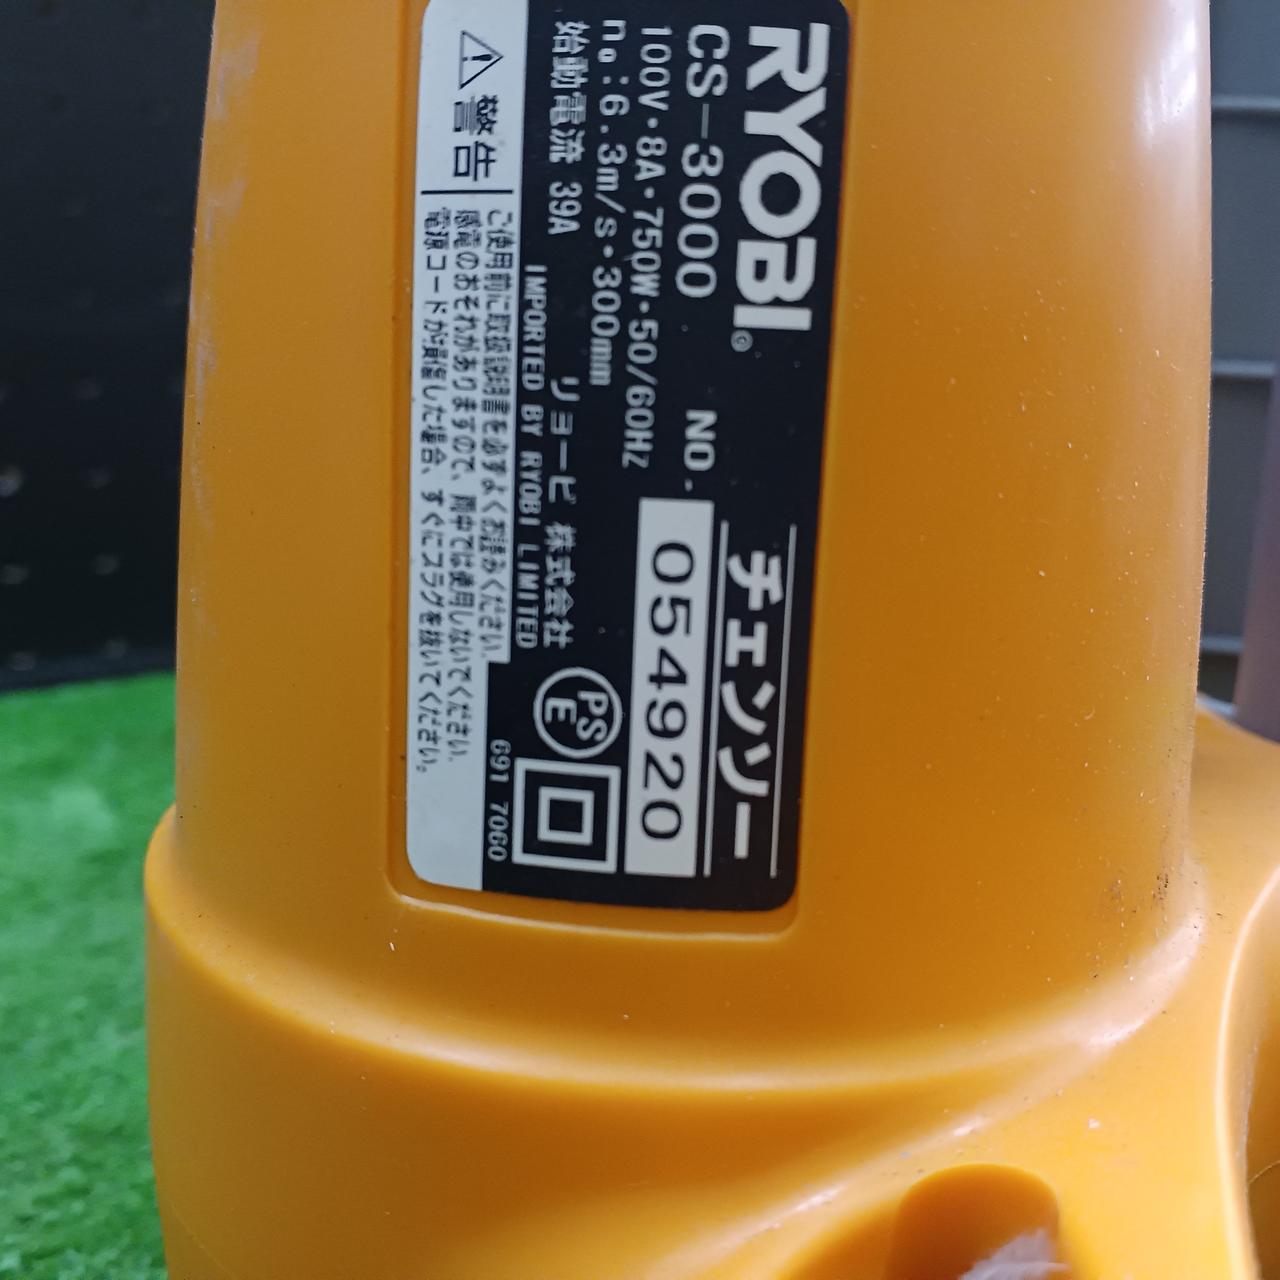 RYOBI©
チェンソー
CS-3000 NO.
054920
100V・8A・750W・50/60Hz
n₀:6.3m/s・300mm
始動電流 39A
リョービ 株式会社
IMPORTED BY RYOBI LIMITED
PS
E
691 7060
⚠警告
ご使用前に取扱説明書を必ずよくお読みください。
感電のおそれがありますので、雨中では使用しないでください。
電源コードが損傷した場合、すぐにプラグを抜いてください。